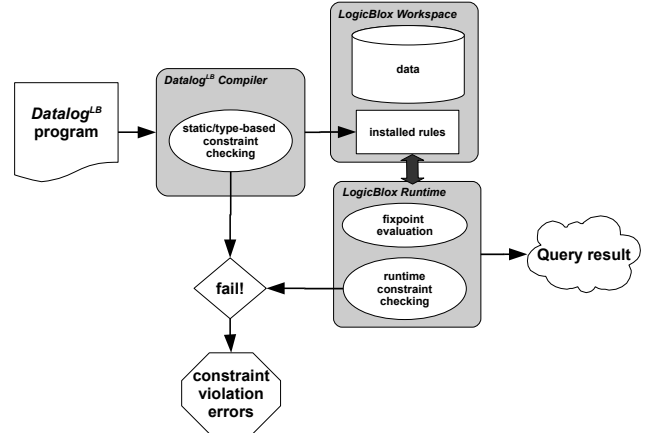 LogicBlox Workspace
data
installed rules
Datalog^LB Compiler
static/type-based
constraint
checking
Datalog^LB
program
LogicBlox Runtime
fixpoint
evaluation
runtime
constraint
checking
Query result
fail!
constraint
violation
errors